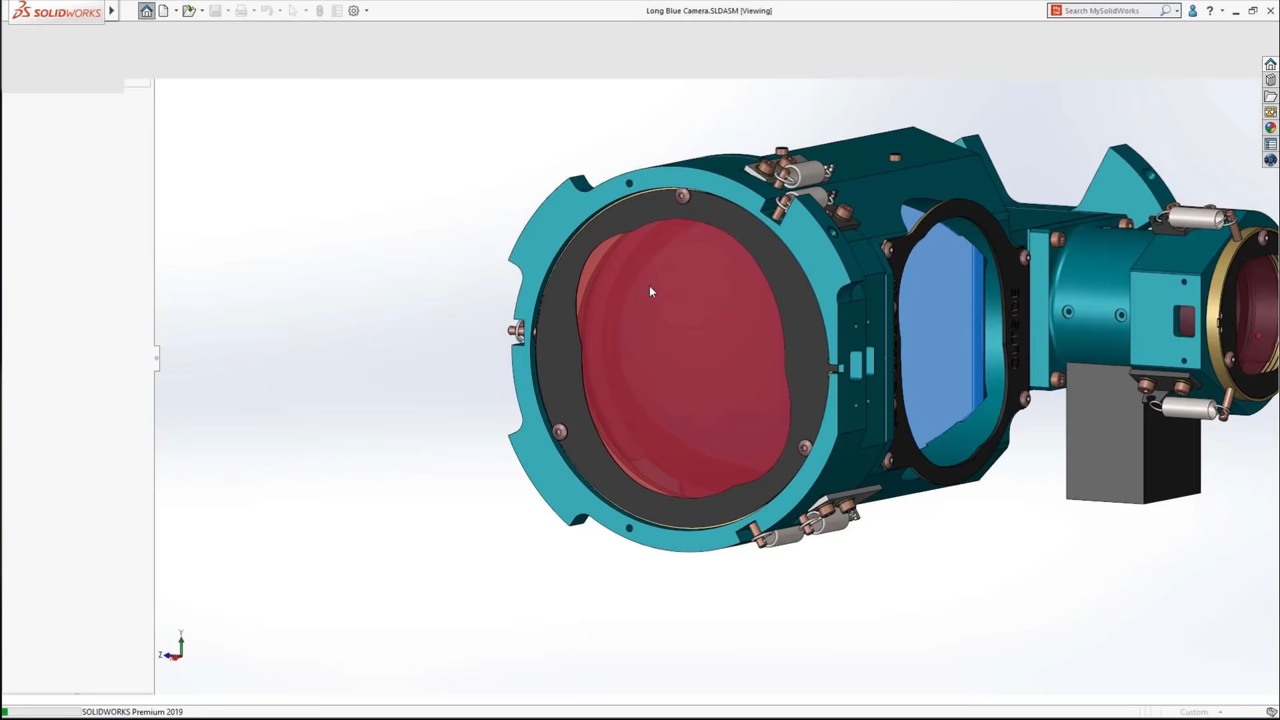 SOLIDWORKS
Long Blue Camera.SLDASM [Viewing]
Search MySolidWorks
?
Y
Z
SOLIDWORKS Premium 2019
Custom